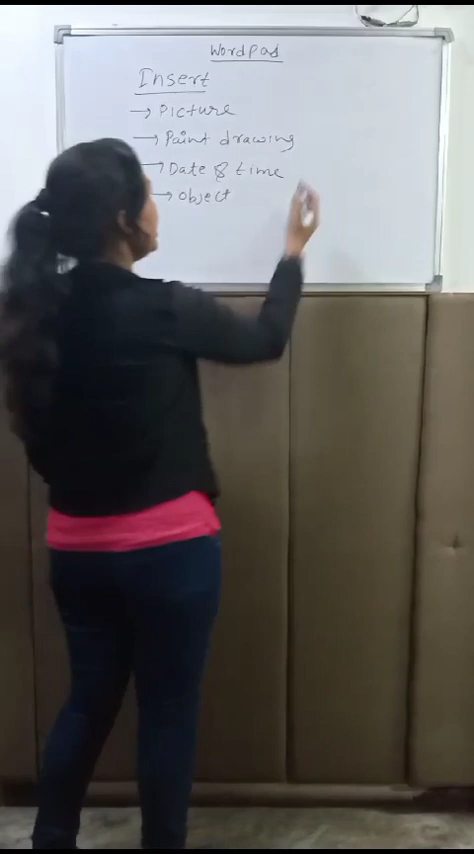 Wordpad
Insert
→ Picture
→ Paint drawing
→ Date & time
→ object